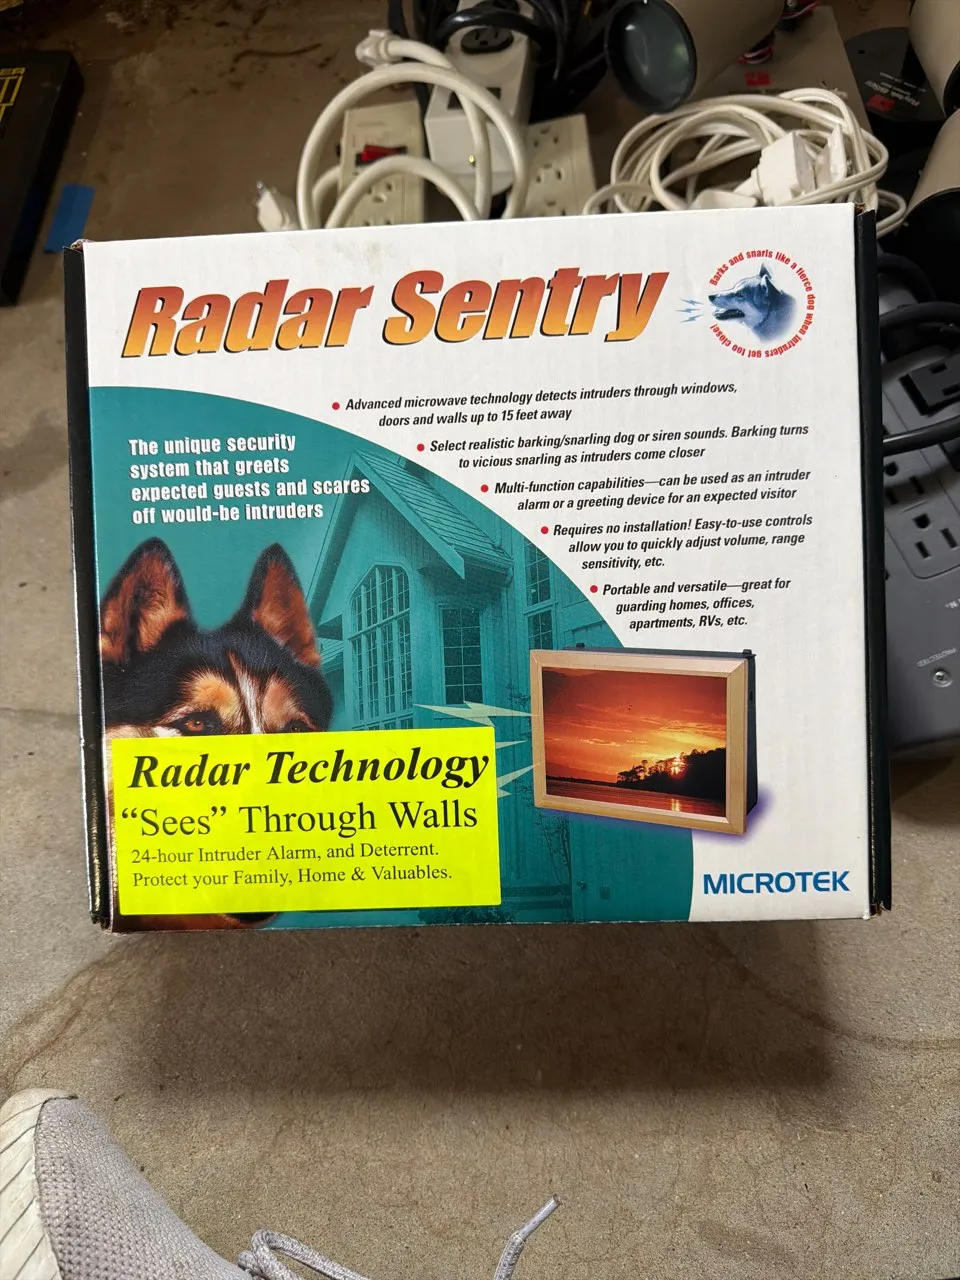 Radar Sentry
Barks and snarls like a fierce dog when intruders get too close!
Advanced microwave technology detects intruders through windows,
doors and walls up to 15 feet away
Select realistic barking/snarling dog or siren sounds. Barking turns
to vicious snarling as intruders come closer
Multi-function capabilities—can be used as an intruder
alarm or a greeting device for an expected visitor
Requires no installation! Easy-to-use controls
allow you to quickly adjust volume, range
sensitivity, etc.
Portable and versatile—great for
guarding homes, offices,
apartments, RVs, etc.
The unique security
system that greets
expected guests and scares
off would-be intruders
Radar Technology
“Sees” Through Walls
24-hour Intruder Alarm, and Deterrent.
Protect your Family, Home & Valuables.
MICROTEK
PROTECTED